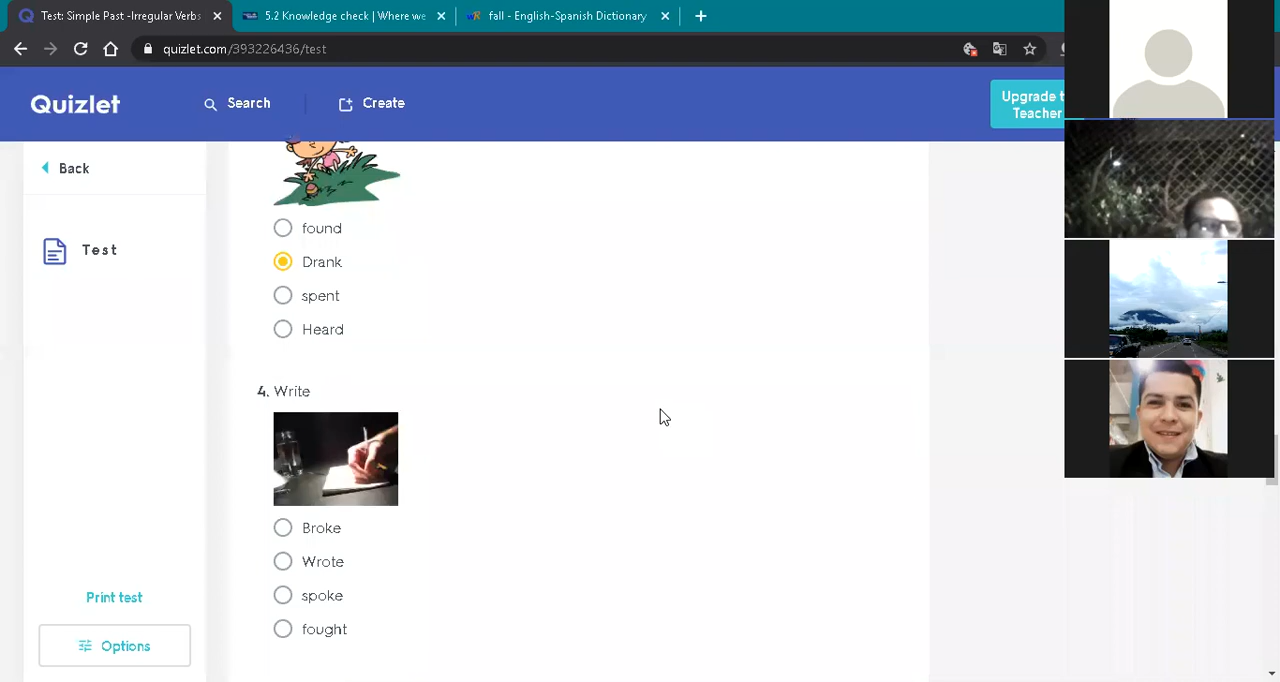 Test: Simple Past -Irregular Verbs
5.2 Knowledge check | Where we
WR fall - English-Spanish Dictionary
quizlet.com/393226436/test
Quizlet
Search
Create
Upgrade t
Teacher
Back
Test
found
Drank
spent
Heard
4. Write
Broke
Wrote
spoke
fought
Print test
Options